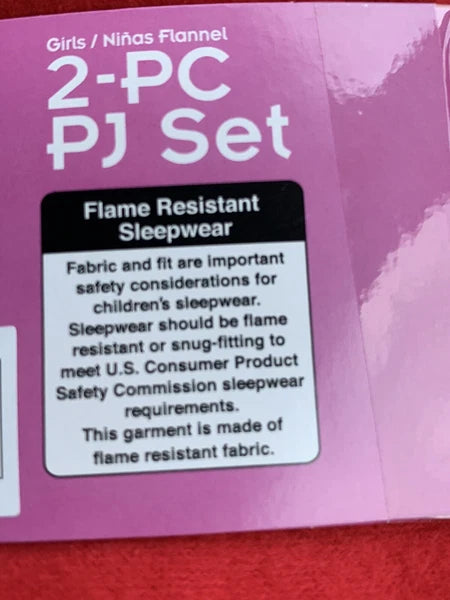 Girls / Niñas Flannel
2-PC
PJ Set
Flame Resistant
Sleepwear
Fabric and fit are important
safety considerations for
children's sleepwear.
Sleepwear should be flame
resistant or snug-fitting to
meet U.S. Consumer Product
Safety Commission sleepwear
requirements.
This garment is made of
flame resistant fabric.